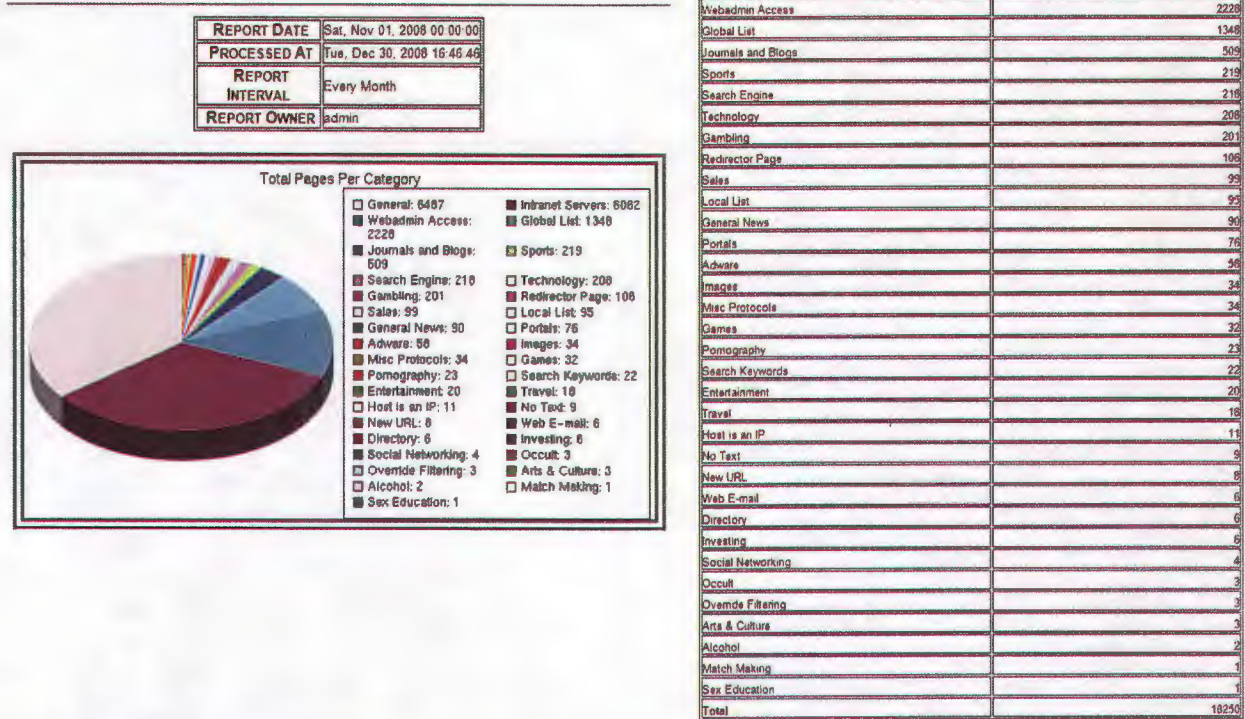 REPORT DATE Sat, Nov 01, 2008 00:00:00
PROCESSED AT Tue, Dec 30, 2008 16:46:46
REPORT INTERVAL Every Month
REPORT OWNER admin
Total Pages Per Category
General: 6487 Intranet Servers: 6062
Webadmin Access: 2228 Global List: 1348
Journals and Blogs: 509 Sports: 219
Search Engine: 218 Technology: 208
Gambling: 201 Redirector Page: 106
Sales: 99 Local List: 95
General News: 90 Portals: 76
Adware: 58 Images: 34
Misc Protocols: 34 Games: 32
Pornography: 23 Search Keywords: 22
Entertainment: 20 Travel: 18
Host is an IP: 11 No Text: 9
New URL: 8 Web E-mail: 6
Directory: 6 Investing: 6
Social Networking: 4 Occult: 3
Override Filtering: 3 Arts & Culture: 3
Alcohol: 2 Match Making: 1
Sex Education: 1
Webadmin Access 2228
Global List 1348
Journals and Blogs 509
Sports 219
Search Engine 218
Technology 208
Gambling 201
Redirector Page 106
Sales 99
Local List 95
General News 90
Portals 76
Adware 58
Images 34
Misc Protocols 34
Games 32
Pornography 23
Search Keywords 22
Entertainment 20
Travel 18
Host is an IP 11
No Text 9
New URL 8
Web E-mail 6
Directory 6
Investing 6
Social Networking 4
Occult 3
Override Filtering 3
Arts & Culture 3
Alcohol 2
Match Making 1
Sex Education 1
Total 18250